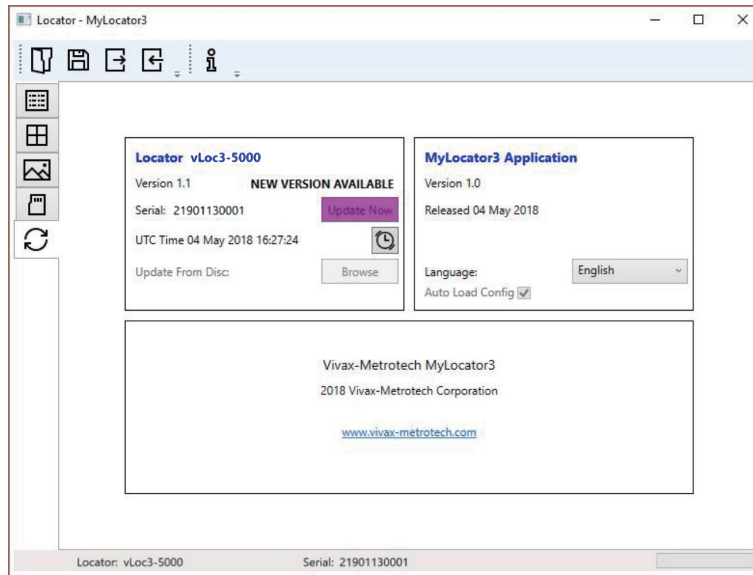 Locator - MyLocator3
Locator vLoc3-5000
Version 1.1 NEW VERSION AVAILABLE
Serial: 21901130001 Update Now
UTC Time 04 May 2018 16:27:24
Update From Disc: Browse
MyLocator3 Application
Version 1.0
Released 04 May 2018
Language: English
Auto Load Config
Vivax-Metrotech MyLocator3
2018 Vivax-Metrotech Corporation
www.vivax-metrotech.com
Locator: vLoc3-5000 Serial: 21901130001